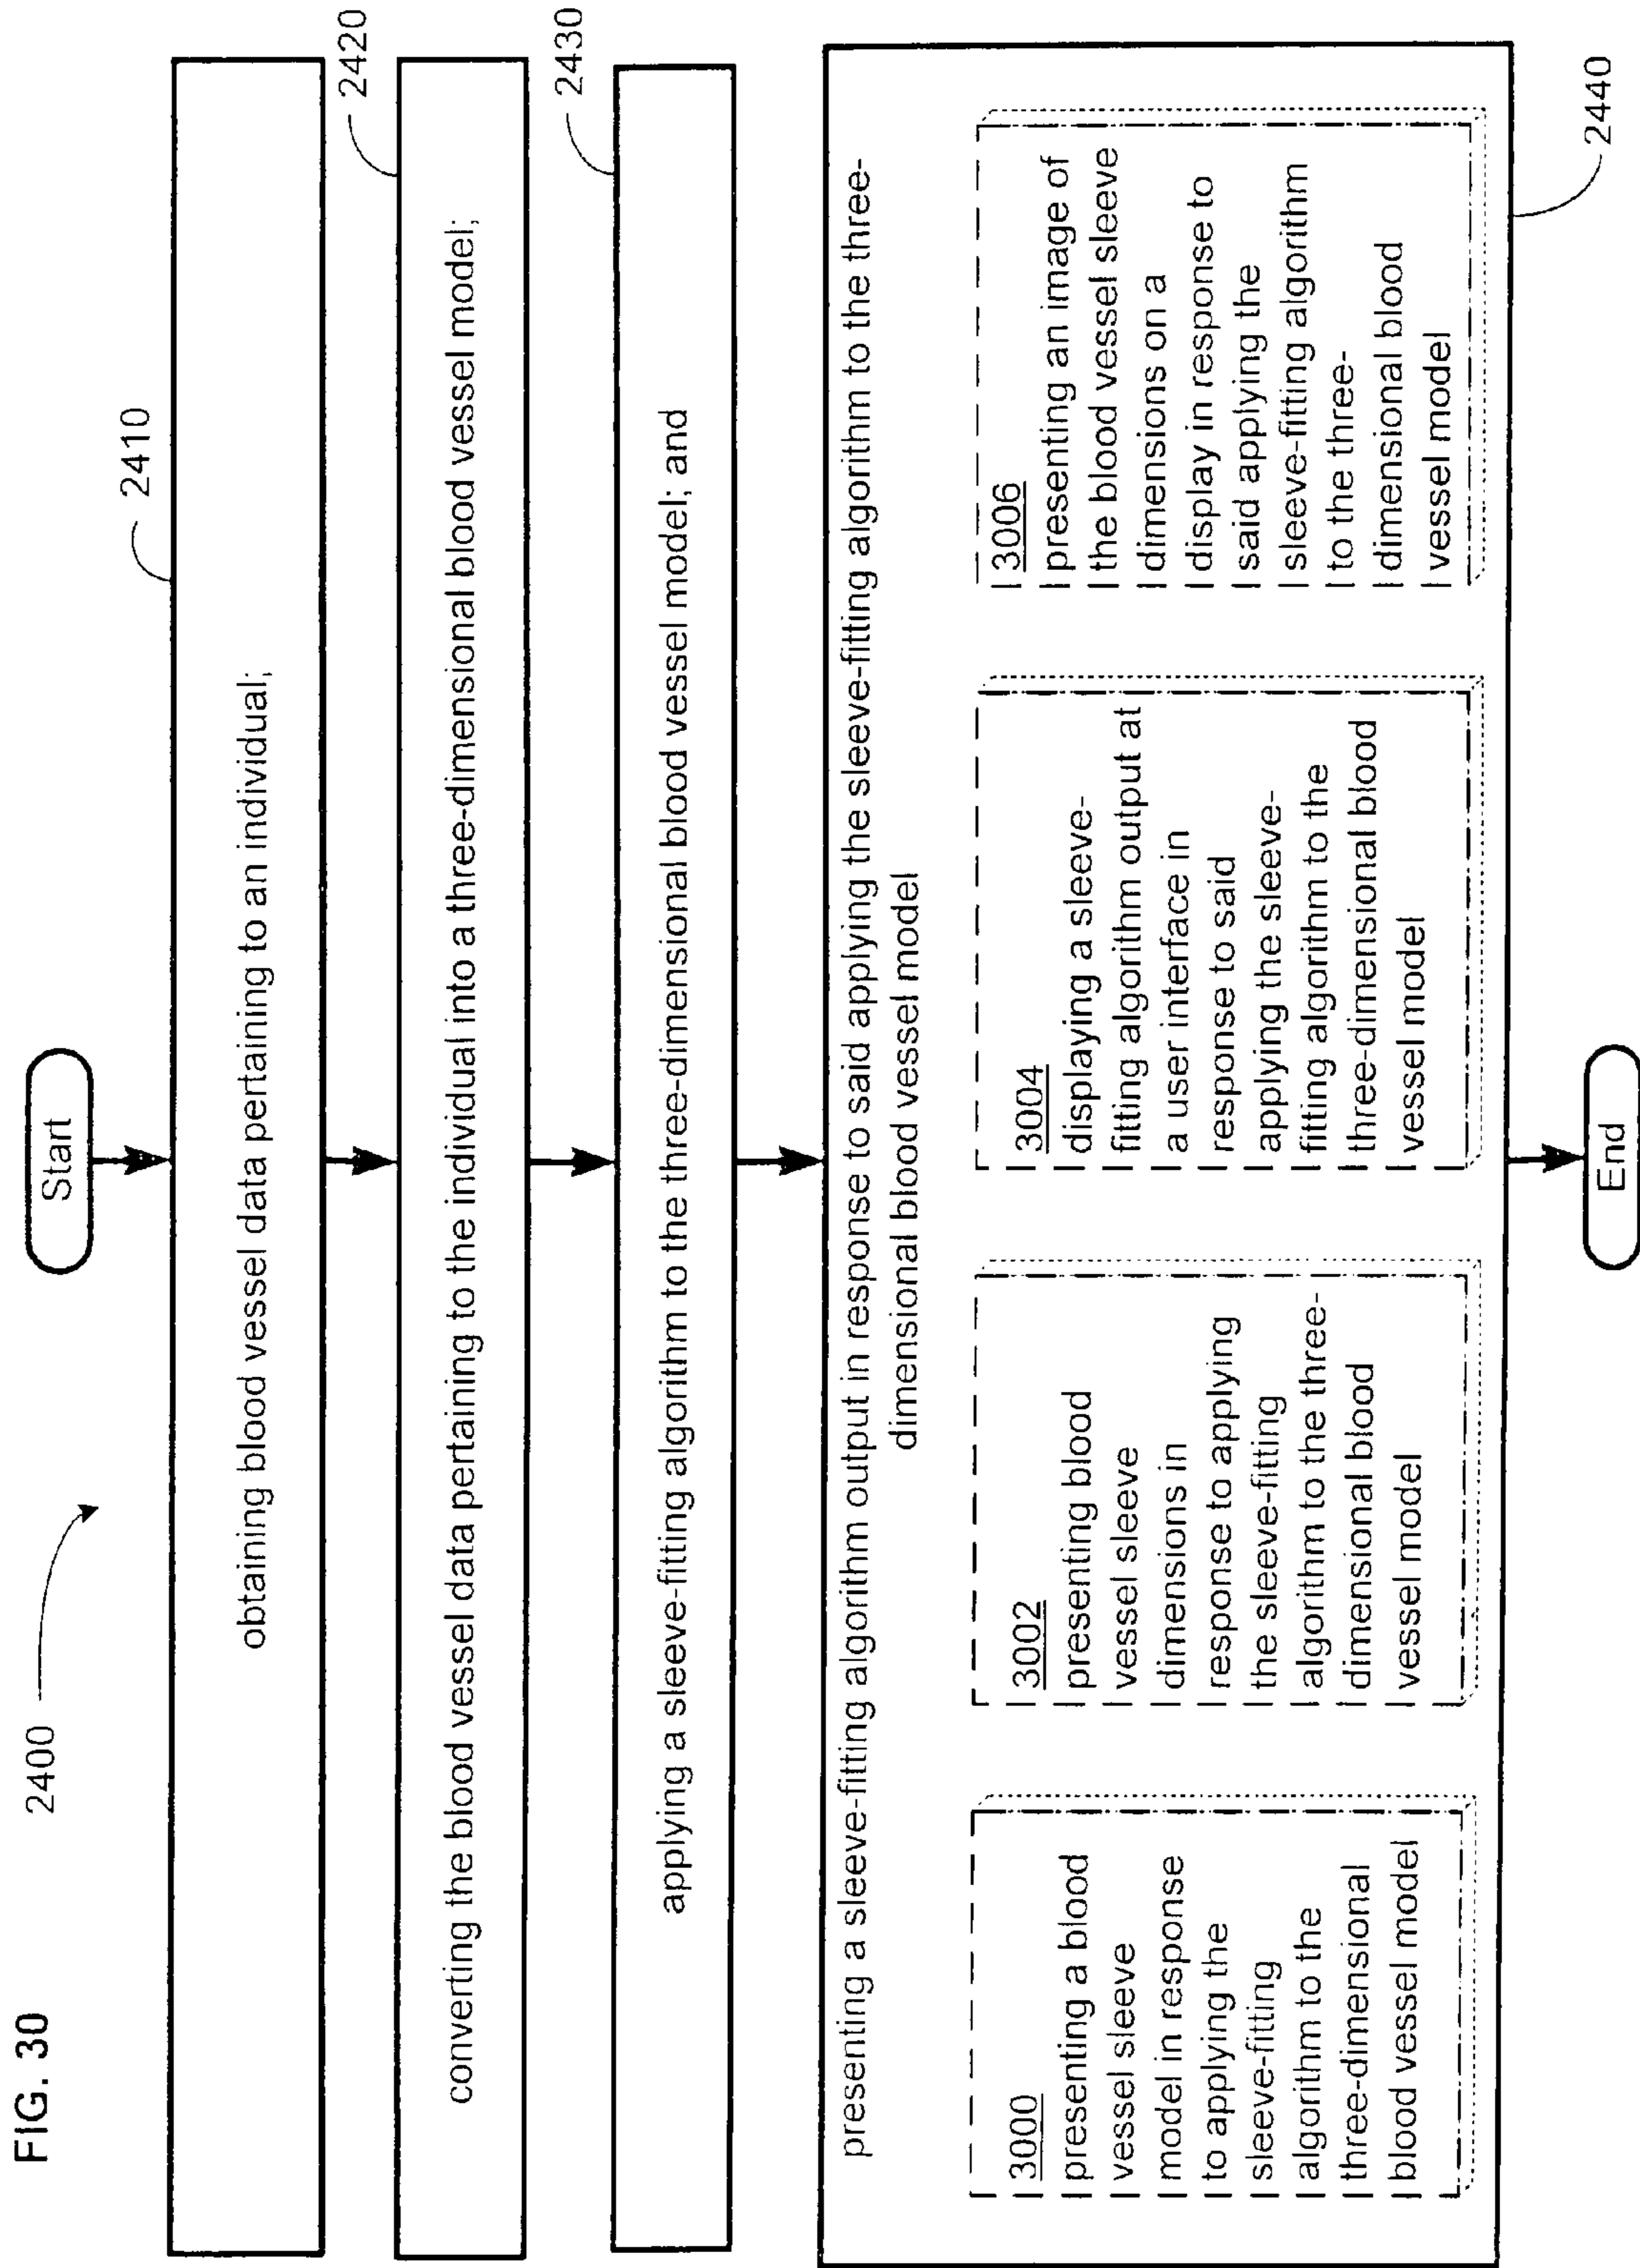 FIG. 30
2400
Start
2410
obtaining blood vessel data pertaining to an individual;
2420
converting the blood vessel data pertaining to the individual into a three-dimensional blood vessel model;
2430
applying a sleeve-fitting algorithm to the three-dimensional blood vessel model; and
presenting a sleeve-fitting algorithm output in response to said applying the sleeve-fitting algorithm to the three-
dimensional blood vessel model
3000
presenting a blood
vessel sleeve
model in response
to applying the
sleeve-fitting
algorithm to the
three-dimensional
blood vessel model
3002
presenting blood
vessel sleeve
dimensions in
response to applying
the sleeve-fitting
algorithm to the three-
dimensional blood
vessel model
3004
displaying a sleeve-
fitting algorithm output at
a user interface in
response to said
applying the sleeve-
fitting algorithm to the
three-dimensional blood
vessel model
3006
presenting an image of
the blood vessel sleeve
dimensions on a
display in response to
said applying the
sleeve-fitting algorithm
to the three-
dimensional blood
vessel model
2440
End